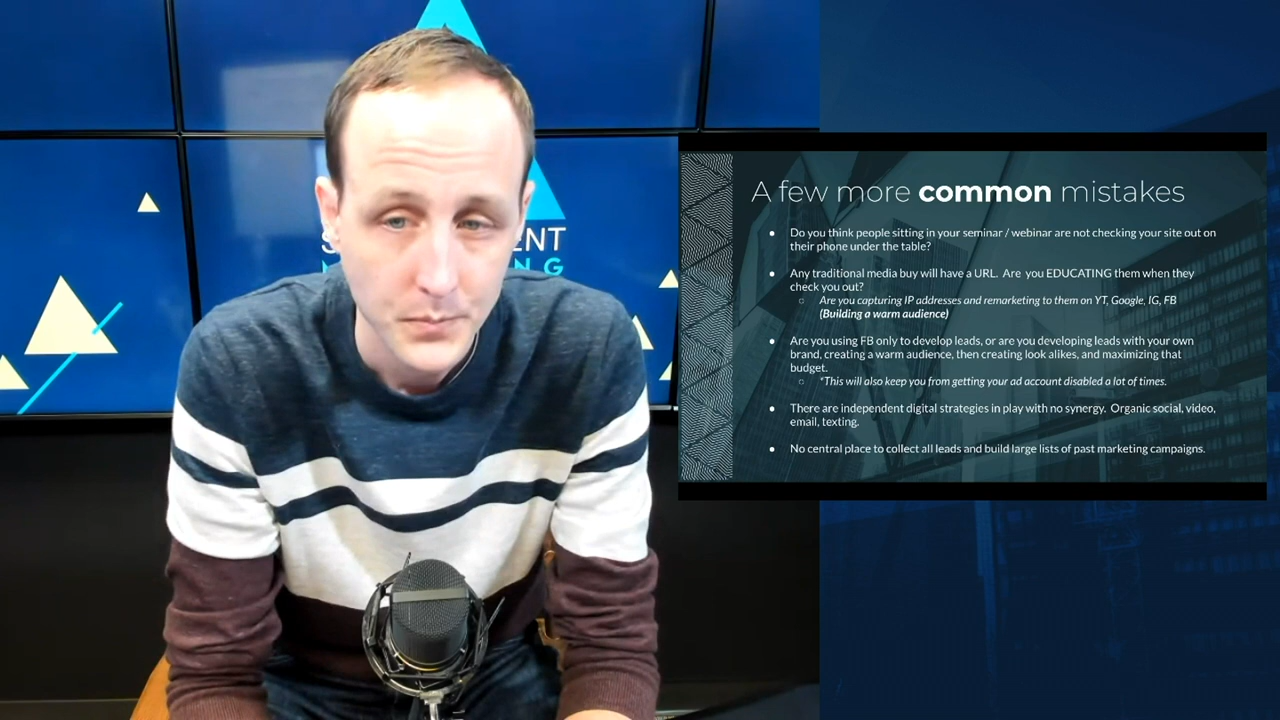 A few more common mistakes
● Do you think people sitting in your seminar / webinar are not checking your site out on
their phone under the table?
● Any traditional media buy will have a URL. Are you EDUCATING them when they
check you out?
○ Are you capturing IP addresses and remarketing to them on YT, Google, IG, FB
(Building a warm audience)
● Are you using FB only to develop leads, or are you developing leads with your own
brand, creating a warm audience, then creating look alikes, and maximizing that
budget.
○ *This will also keep you from getting your ad account disabled a lot of times.
● There are independent digital strategies in play with no synergy. Organic social, video,
email, texting.
● No central place to collect all leads and build large lists of past marketing campaigns.